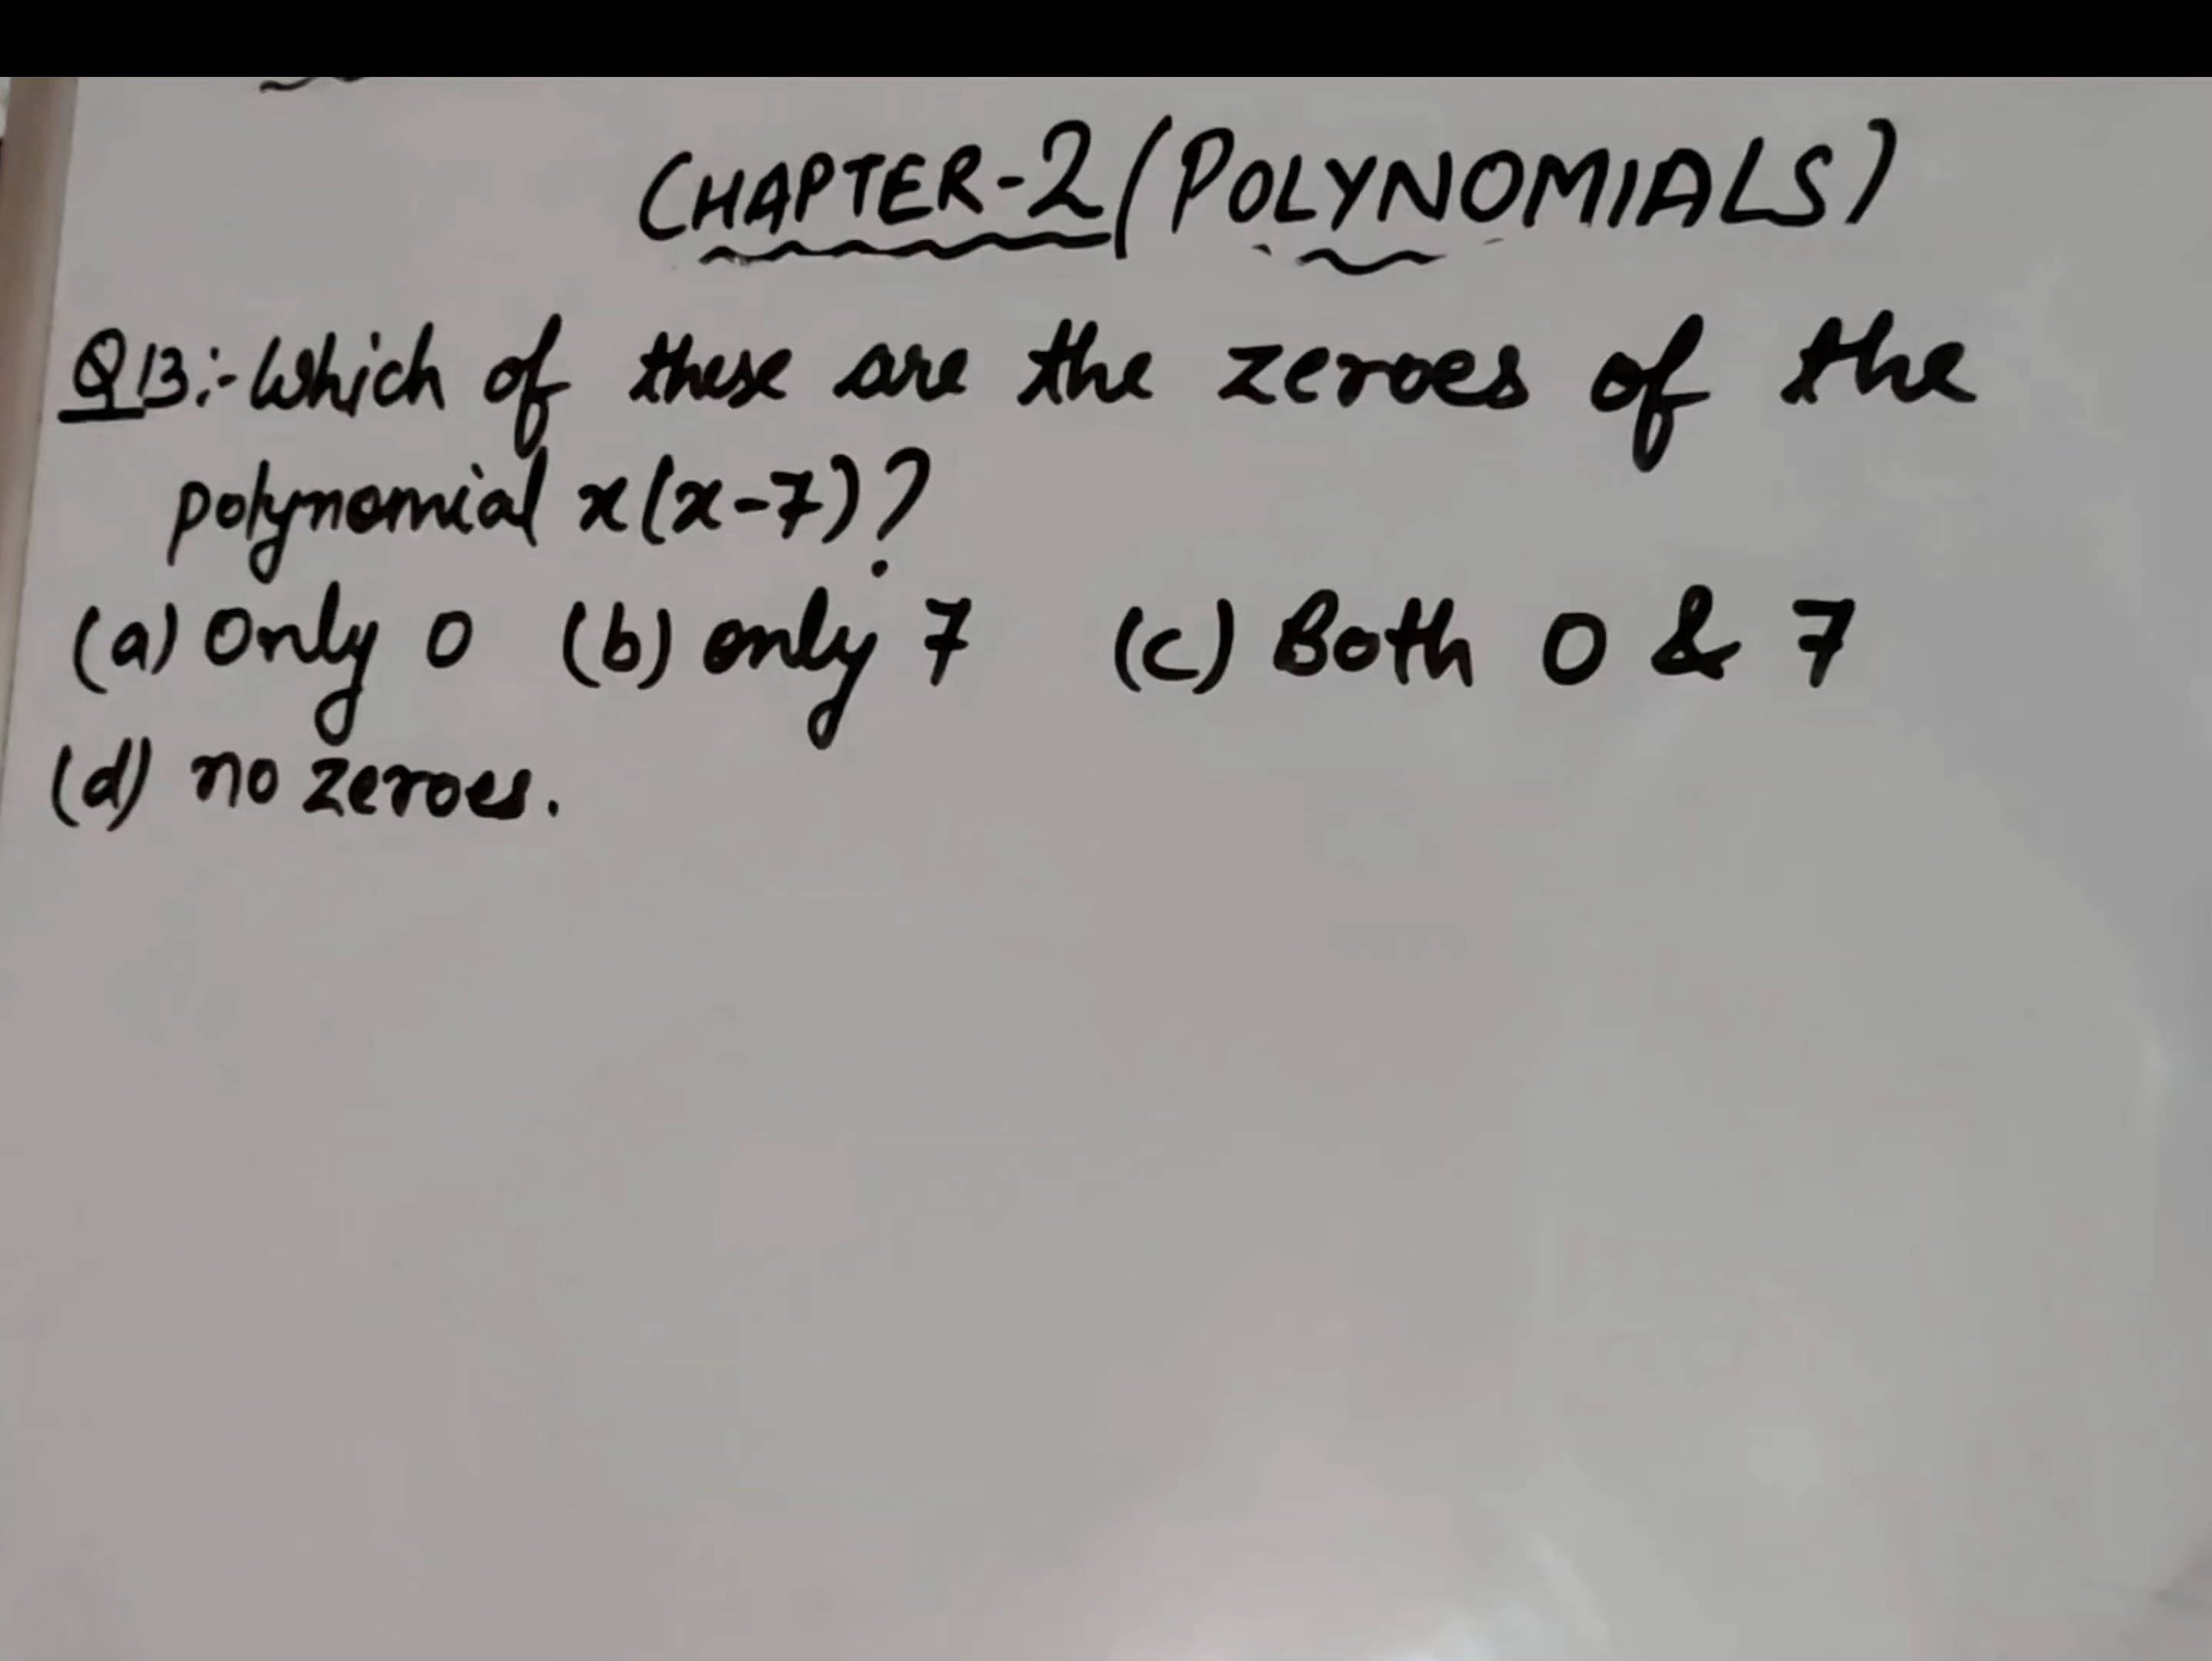 CHAPTER-2 (POLYNOMIALS)
Q13:- Which of these are the zeroes of the
polynomial x(x-7)?
(a) Only 0 (b) only 7 (c) Both 0 & 7
(d) no zeroes.